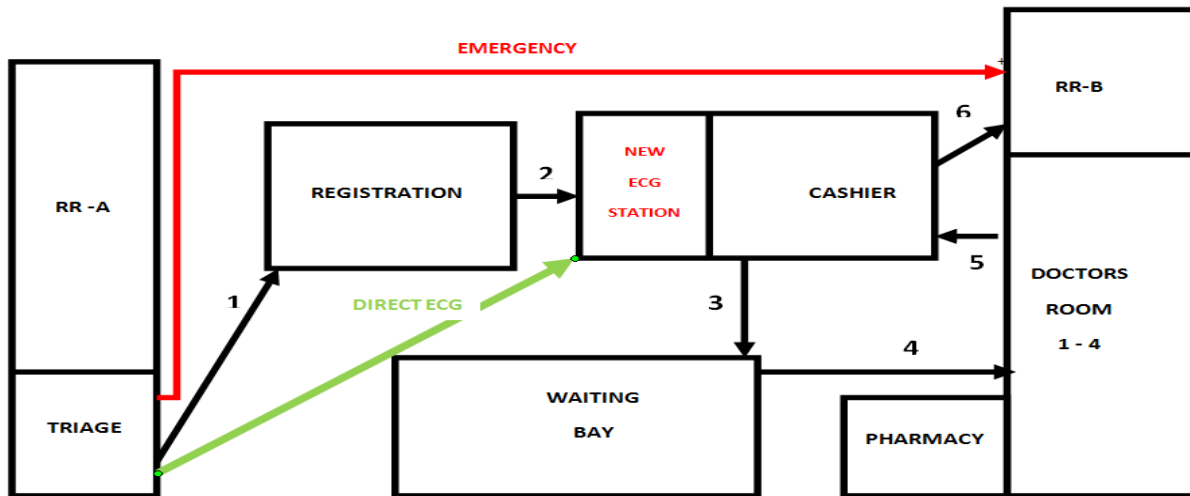 EMERGENCY
RR-B
6
NEW
ECG
STATION
CASHIER
REGISTRATION
2
RR -A
5
DOCTORS
ROOM
1 - 4
1
DIRECT ECG
3
4
WAITING
BAY
TRIAGE
PHARMACY